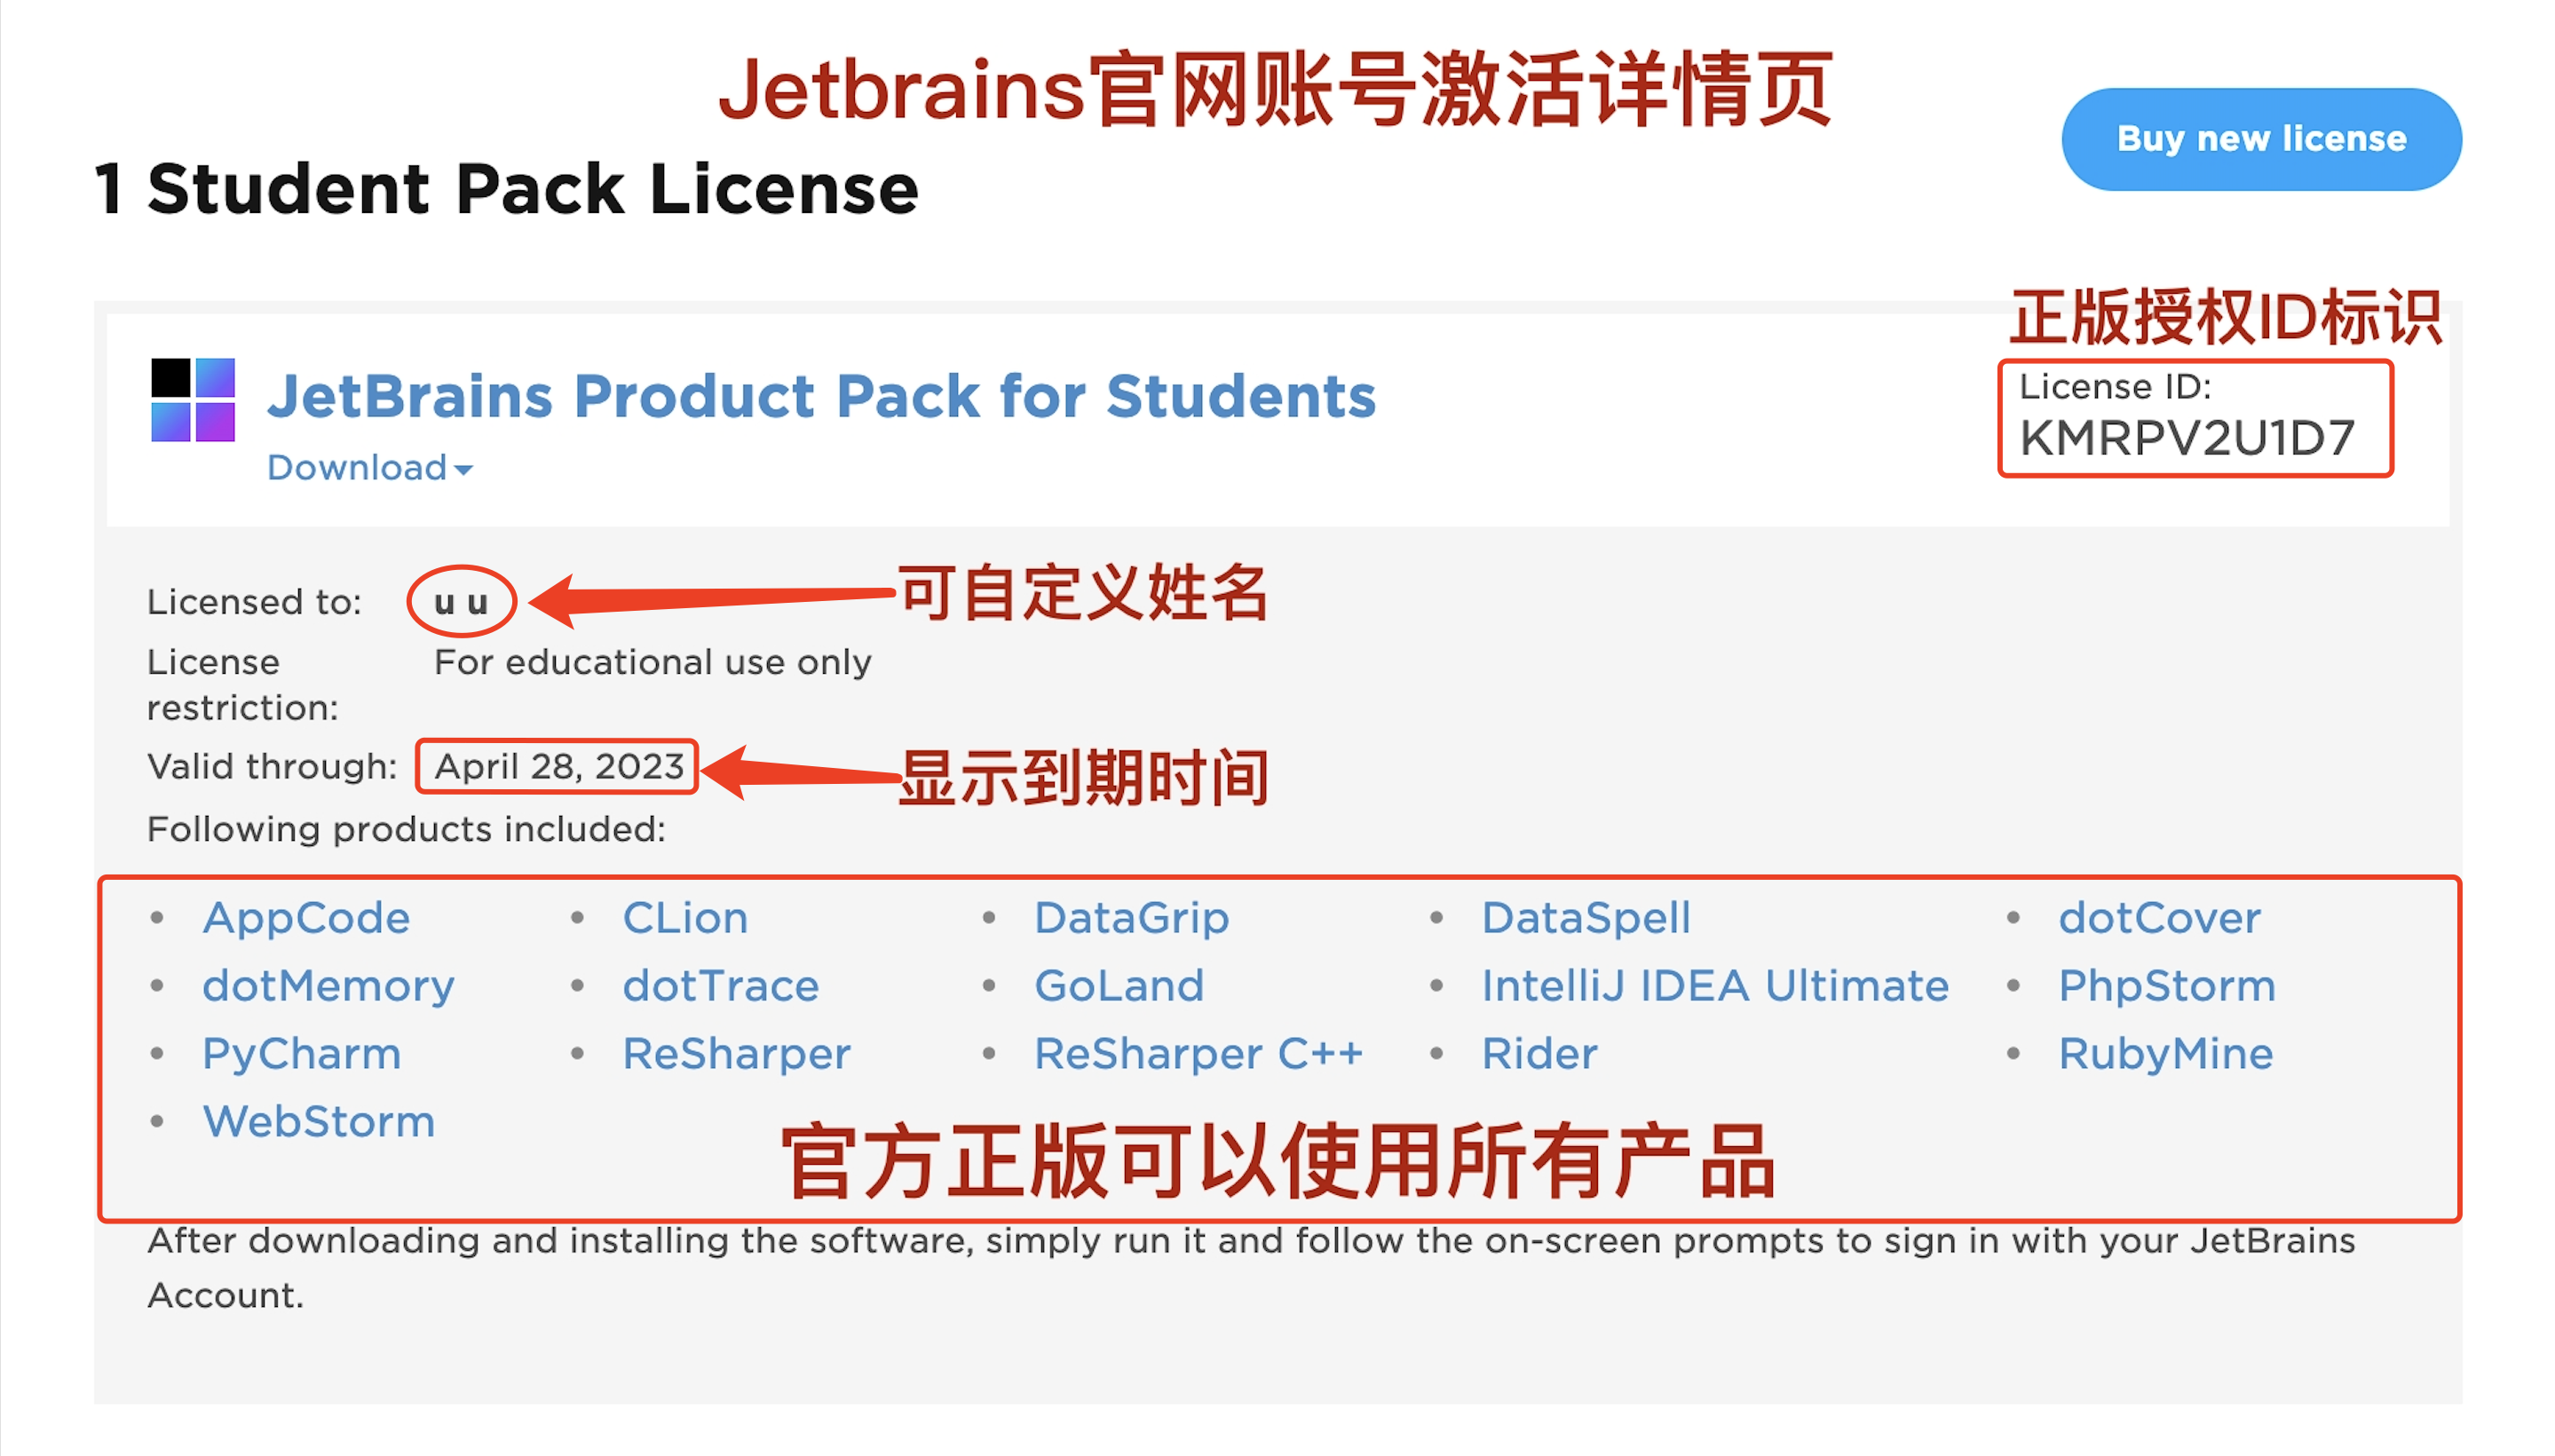 Jetbrains官网账号激活详情页
Buy new license
1 Student Pack License
正版授权ID标识
JetBrains Product Pack for Students
License ID:
KMRPV2U1D7
Download
Licensed to: u u 可自定义姓名
License restriction: For educational use only
Valid through: April 28, 2023 显示到期时间
Following products included:
• AppCode • CLion • DataGrip • DataSpell • dotCover
• dotMemory • dotTrace • GoLand • IntelliJ IDEA Ultimate • PhpStorm
• PyCharm • ReSharper • ReSharper C++ • Rider • RubyMine
• WebStorm
官方正版可以使用所有产品
After downloading and installing the software, simply run it and follow the on-screen prompts to sign in with your JetBrains
Account.